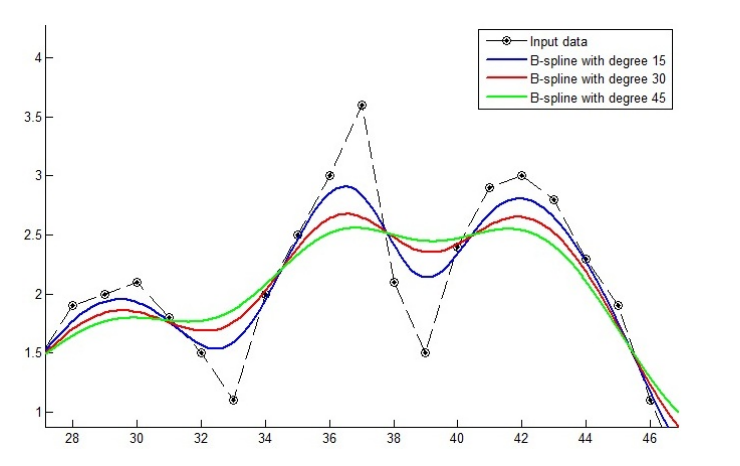 4
3.5
3
2.5
2
1.5
1
28 30 32 34 36 38 40 42 44 46
Input data
B-spline with degree 15
B-spline with degree 30
B-spline with degree 45